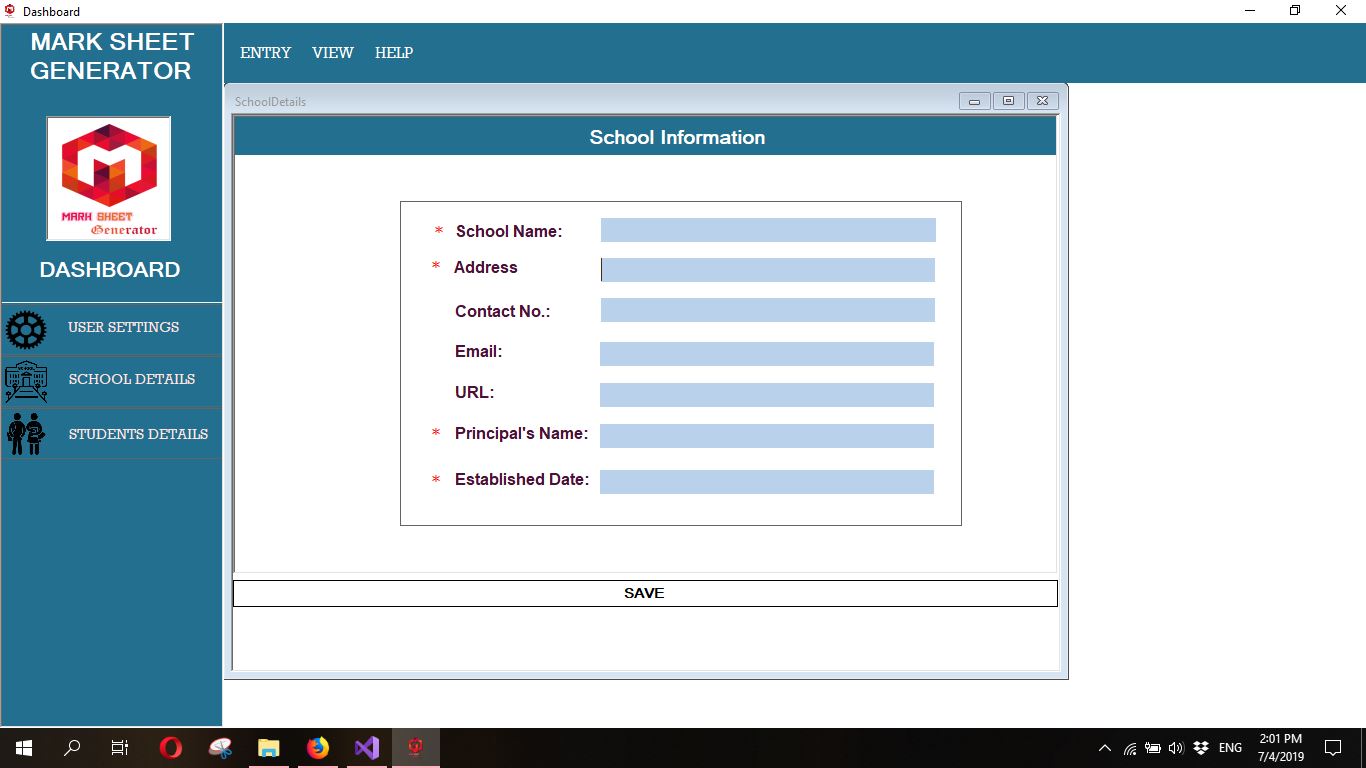 Dashboard
MARK SHEET
GENERATOR
ENTRY VIEW HELP
MARK SHEET
Generator
DASHBOARD
USER SETTINGS
SCHOOL DETAILS
STUDENTS DETAILS
SchoolDetails
School Information
* School Name:
* Address
Contact No.:
Email:
URL:
* Principal's Name:
* Established Date:
SAVE
ENG
2:01 PM
7/4/2019